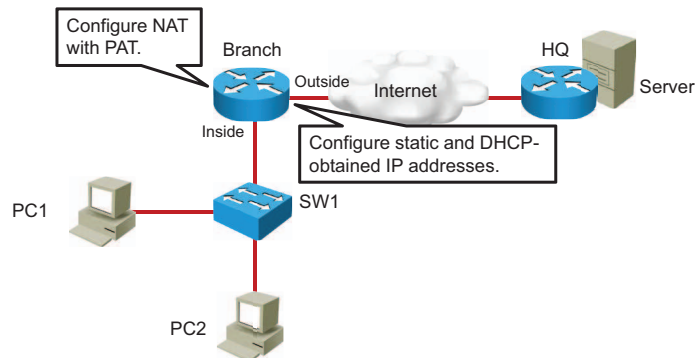 Configure NAT
with PAT.
Branch
HQ
Outside
Internet
Server
Inside
Configure static and DHCP-
obtained IP addresses.
SW1
PC1
PC2